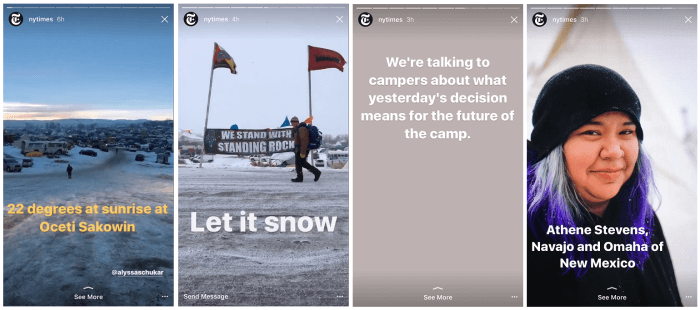 nytimes 6h
22 degrees at sunrise at
Oceti Sakowin
@alyssaschukar
See More
nytimes 4h
WE STAND WITH
STANDING ROCK
Let it snow
Send Message
nytimes 3h
We're talking to
campers about what
yesterday's decision
means for the future of
the camp.
See More
nytimes 3h
Athene Stevens,
Navajo and Omaha of
New Mexico
See More